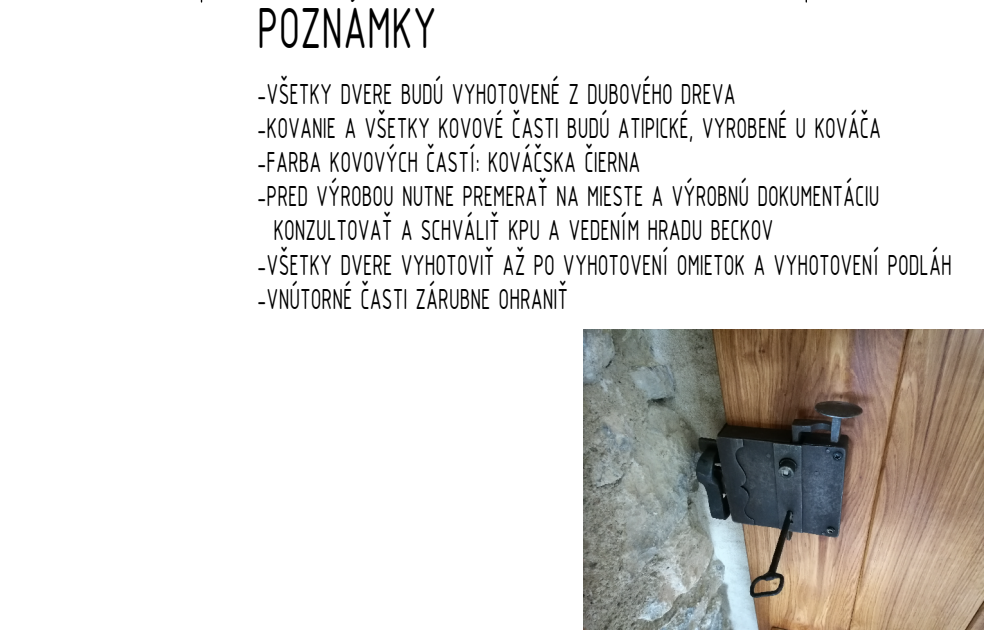 POZNÁMKY
-VŠETKY DVERE BUDÚ VYHOTOVENÉ Z DUBOVÉHO DREVA
-KOVANIE A VŠETKY KOVOVÉ ČASTI BUDÚ ATIPICKÉ, VYROBENÉ U KOVÁČA
-FARBA KOVOVÝCH ČASTÍ: KOVÁČSKA ČIERNA
-PRED VÝROBOU NUTNE PREMERAŤ NA MIESTE A VÝROBNÚ DOKUMENTÁCIU
KONZULTOVAŤ A SCHVÁLIŤ KPU A VEDENÍM HRADU BECKOV
-VŠETKY DVERE VYHOTOVIŤ AŽ PO VYHOTOVENÍ OMIETOK A VYHOTOVENÍ PODLÁH
-VNÚTORNÉ ČASTI ZÁRUBNE OHRANIŤ